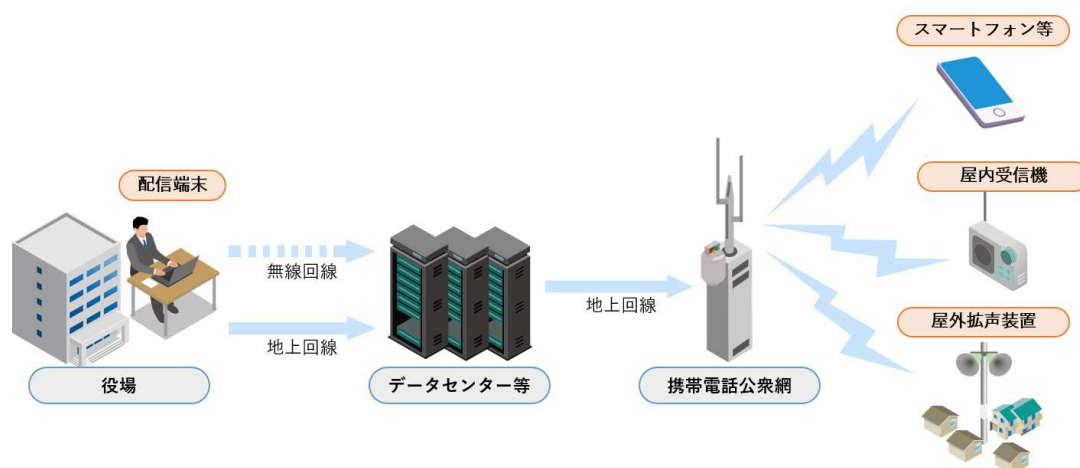 スマートフォン等
配信端末
屋内受信機
無線回線
地上回線
地上回線
屋外拡声装置
役場
データセンター等
携帯電話公衆網